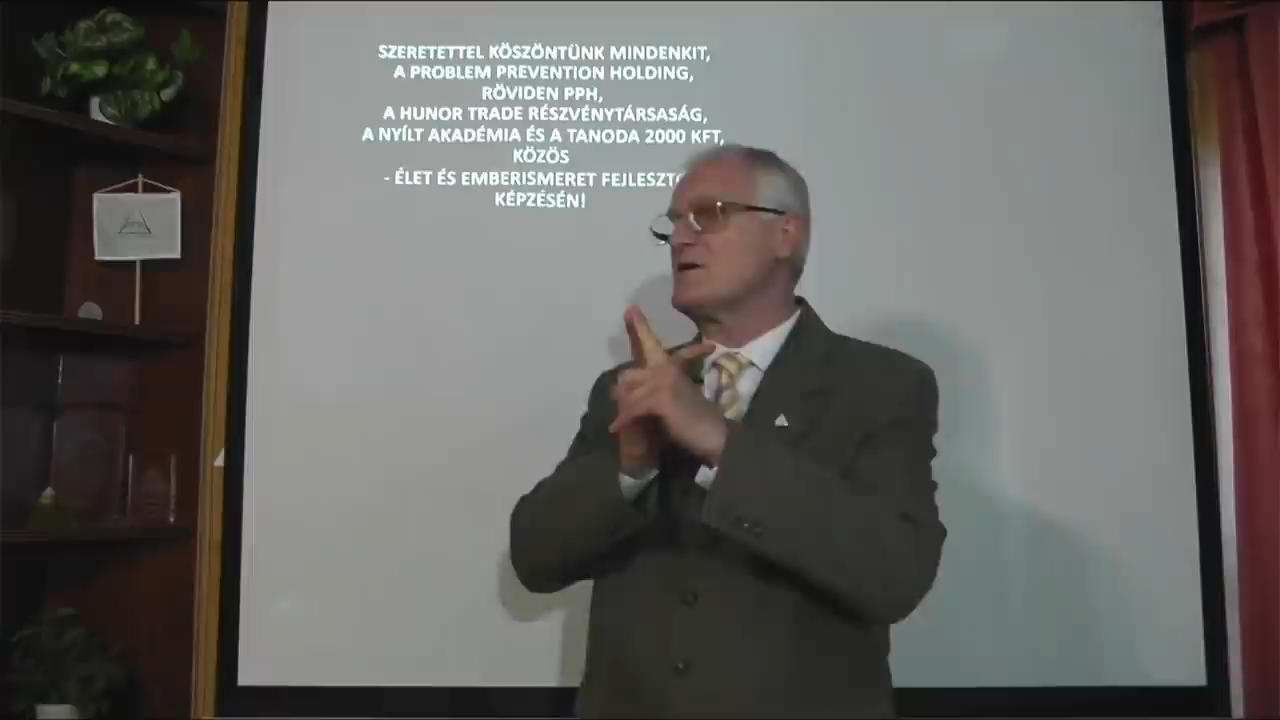 SZERETETTEL KÖSZÖNTÜNK MINDENKIT,
A PROBLEM PREVENTION HOLDING,
RÖVIDEN PPH,
A HUNOR TRADE RÉSZVÉNYTÁRSASÁG,
A NYÍLT AKADÉMIA ÉS A TANODA 2000 KFT,
KÖZÖS
- ÉLET ÉS EMBERISMERET
KÉPZÉSÉN!